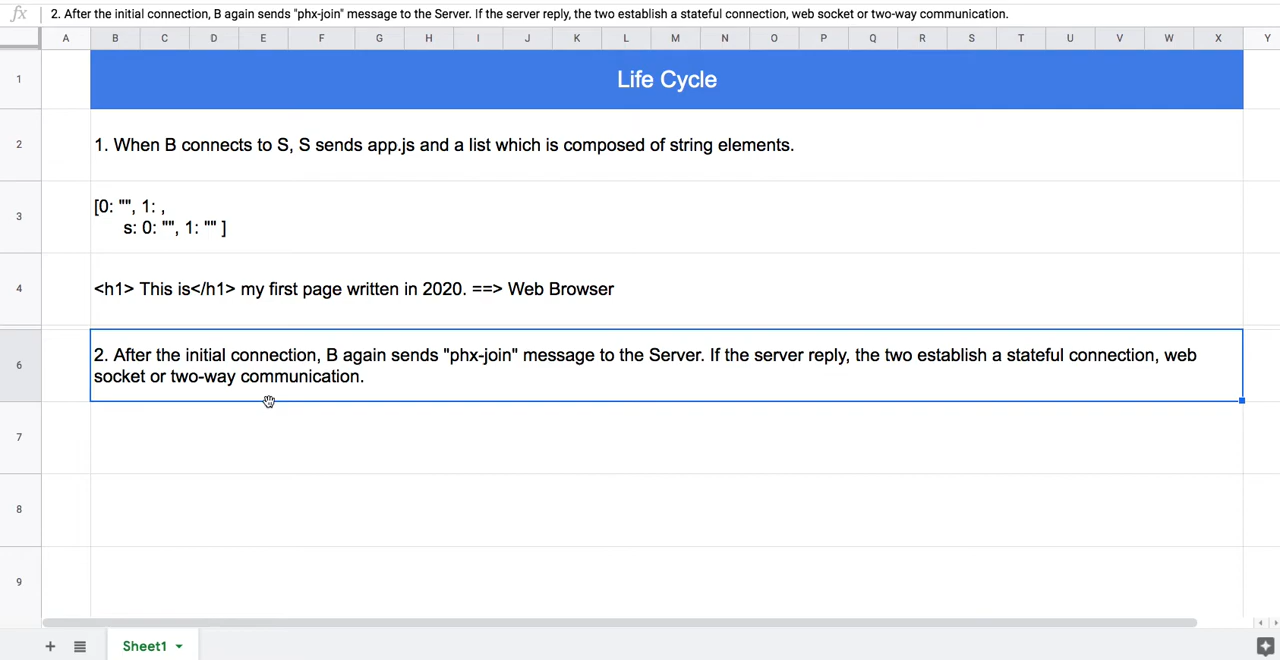 fx 2. After the initial connection, B again sends "phx-join" message to the Server. If the server reply, the two establish a stateful connection, web socket or two-way communication.
A B C D E F G H I J K L M N O P Q R S T U V W X Y
1 Life Cycle
2 1. When B connects to S, S sends app.js and a list which is composed of string elements.
3 [0: "", 1: ,
s: 0: "", 1: "" ]
4 <h1> This is</h1> my first page written in 2020. ==> Web Browser
6 2. After the initial connection, B again sends "phx-join" message to the Server. If the server reply, the two establish a stateful connection, web
socket or two-way communication.
7
8
9
Sheet1